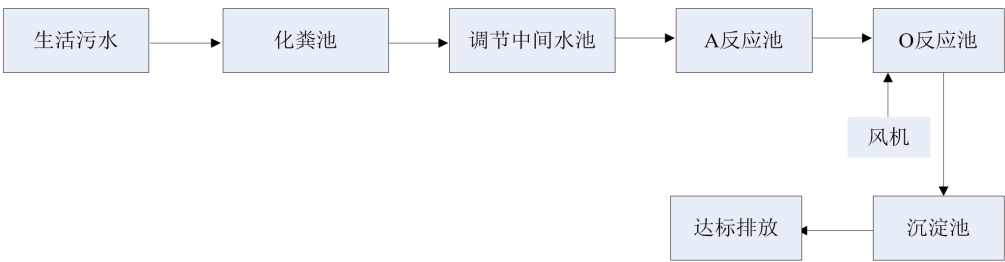 生活污水
化粪池
调节中间水池
A反应池
O反应池
风机
达标排放
沉淀池